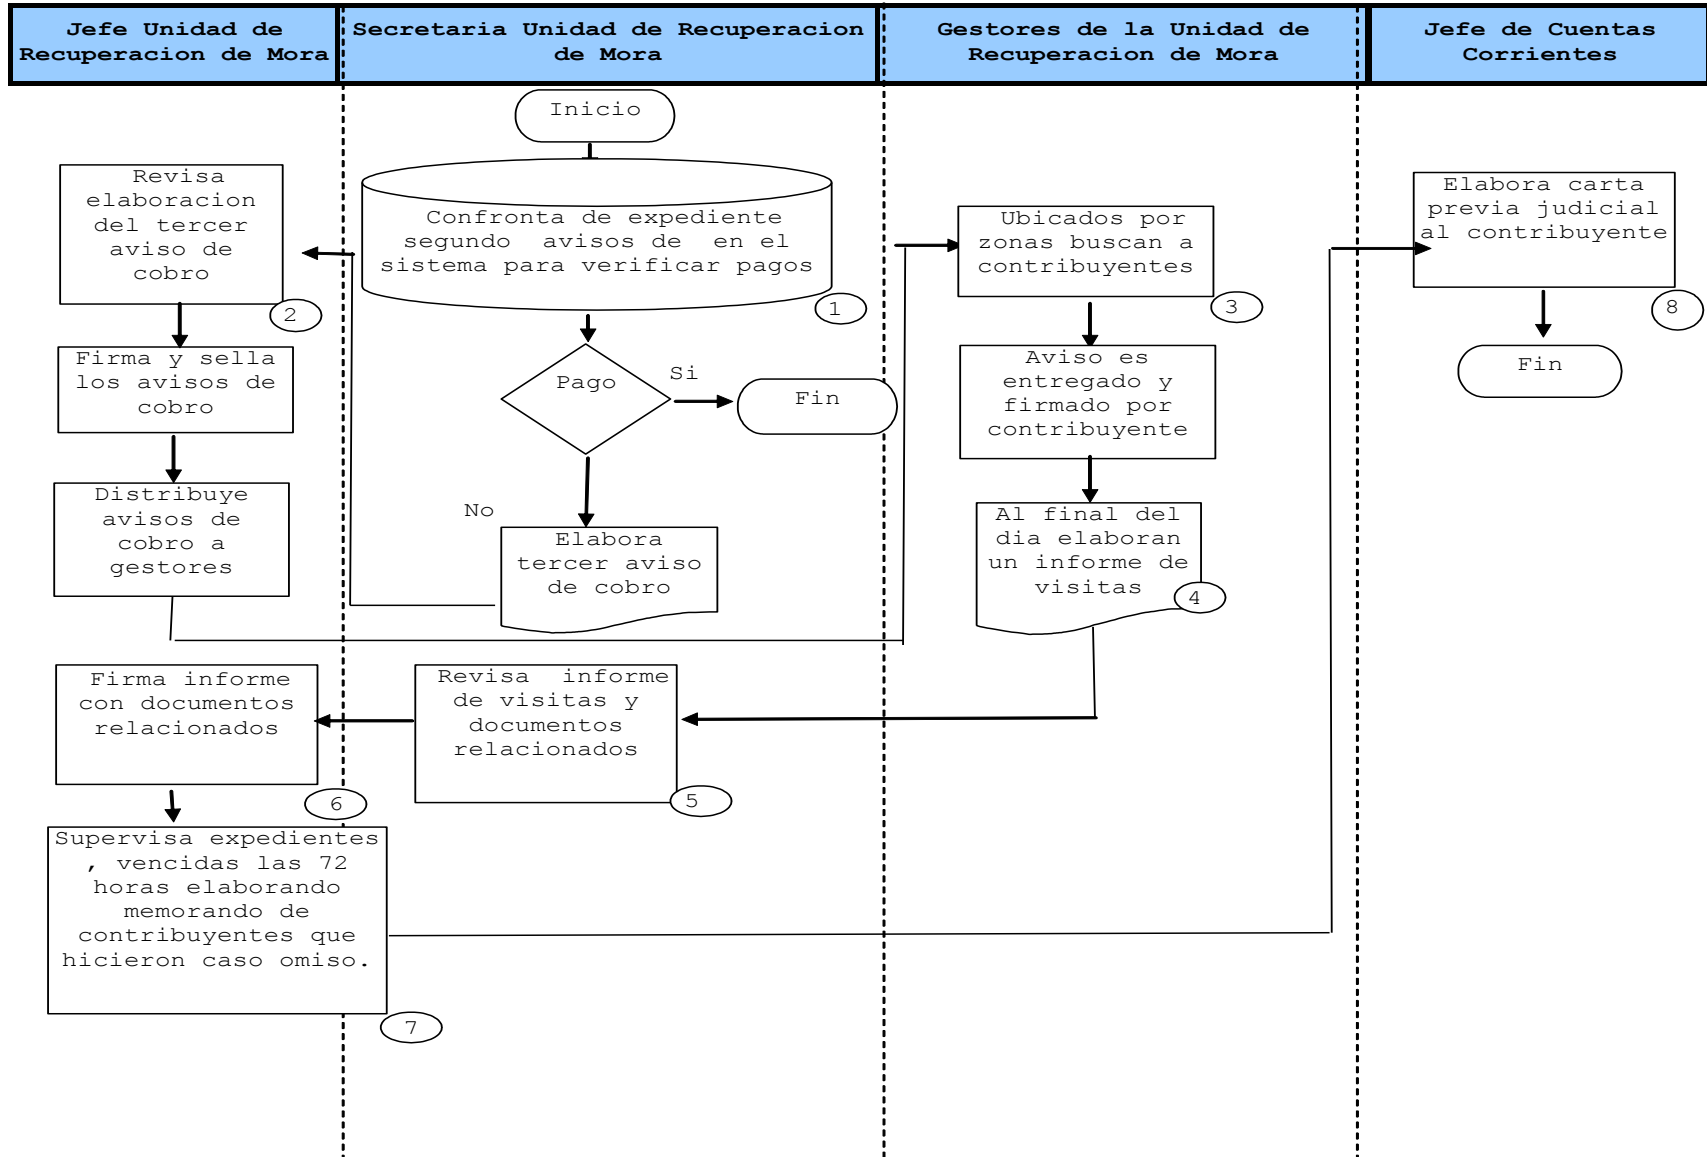 Jefe Unidad de
Recuperacion de Mora
Secretaria Unidad de Recuperacion
de Mora
Gestores de la Unidad de
Recuperacion de Mora
Jefe de Cuentas
Corrientes
Inicio
Confronta de expediente
segundo avisos de en el
sistema para verificar pagos
1
Pago
Si
Fin
No
Elabora
tercer aviso
de cobro
Revisa
elaboracion
del tercer
aviso de
cobro
2
Firma y sella
los avisos de
cobro
Distribuye
avisos de
cobro a
gestores
Ubicados por
zonas buscan a
contribuyentes
3
Aviso es
entregado y
firmado por
contribuyente
Al final del
dia elaboran
un informe de
visitas
4
Revisa informe
de visitas y
documentos
relacionados
5
Firma informe
con documentos
relacionados
6
Supervisa expedientes
, vencidas las 72
horas elaborando
memorando de
contribuyentes que
hicieron caso omiso.
7
Elabora carta
previa judicial
al contribuyente
8
Fin